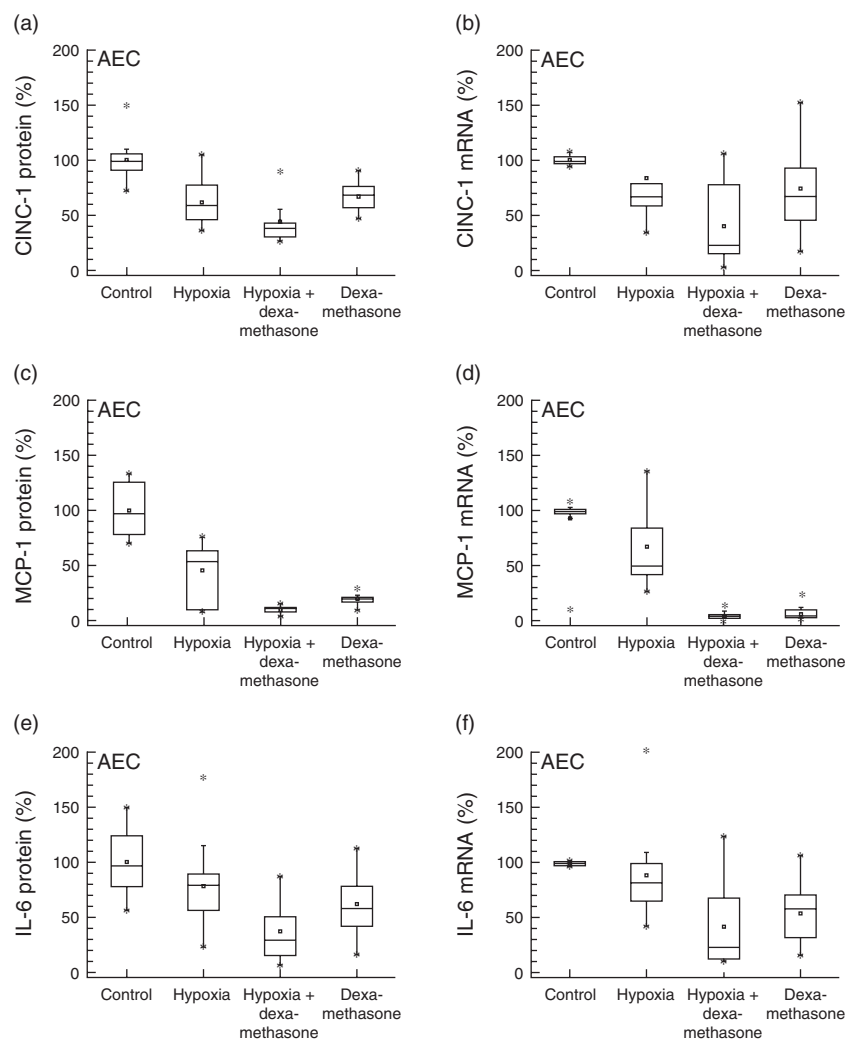 (a)
AEC
CINC-1 protein (%)
200
150
100
50
0
Control
Hypoxia
Hypoxia +
dexa-
methasone
Dexa-
methasone
(b)
AEC
CINC-1 mRNA (%)
200
150
100
50
0
Control
Hypoxia
Hypoxia +
dexa-
methasone
Dexa-
methasone
(c)
AEC
MCP-1 protein (%)
200
150
100
50
0
Control
Hypoxia
Hypoxia +
dexa-
methasone
Dexa-
methasone
(d)
AEC
MCP-1 mRNA (%)
200
150
100
50
0
Control
Hypoxia
Hypoxia +
dexa-
methasone
Dexa-
methasone
(e)
AEC
IL-6 protein (%)
200
150
100
50
0
Control
Hypoxia
Hypoxia +
dexa-
methasone
Dexa-
methasone
(f)
AEC
IL-6 mRNA (%)
200
150
100
50
0
Control
Hypoxia
Hypoxia +
dexa-
methasone
Dexa-
methasone